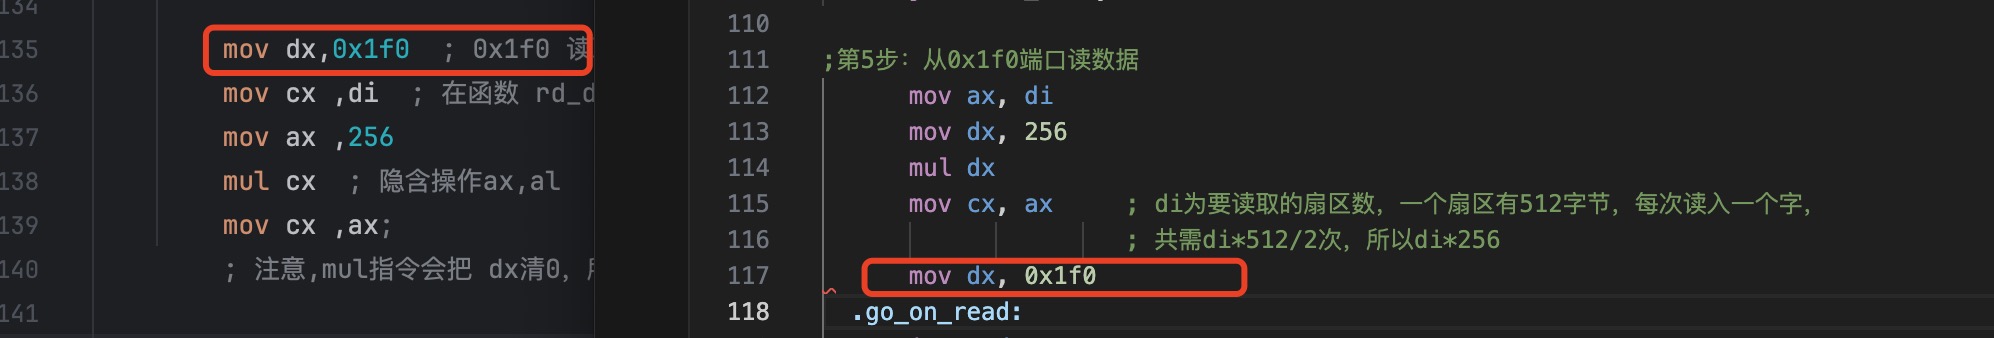 134
135 mov dx,0x1f0 ; 0x1f0 读
136 mov cx ,di ; 在函数 rd_d
137 mov ax ,256
138 mul cx ; 隐含操作ax,al
139 mov cx ,ax;
140 ; 注意,mul指令会把 dx清0,
141
110
111 ;第5步：从0x1f0端口读数据
112 mov ax, di
113 mov dx, 256
114 mul dx
115 mov cx, ax ; di为要读取的扇区数，一个扇区有512字节，每次读入一个字，
116 ; 共需di*512/2次，所以di*256
117 mov dx, 0x1f0
118 .go_on_read: